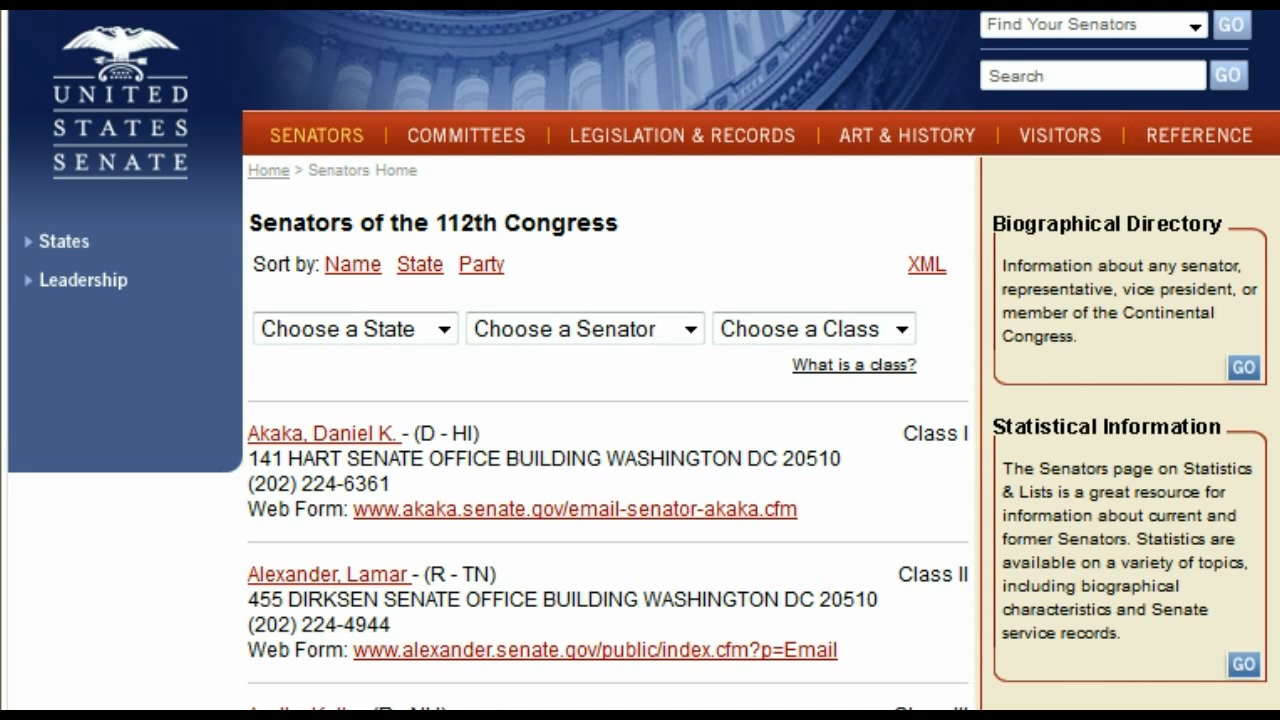 UNITED
STATES
SENATE
Find Your Senators
GO
Search
GO
SENATORS | COMMITTEES | LEGISLATION & RECORDS | ART & HISTORY | VISITORS | REFERENCE
Home > Senators Home
States
Leadership
Senators of the 112th Congress
Sort by: Name State Party XML
Choose a State Choose a Senator Choose a Class
What is a class?
Akaka, Daniel K. - (D - HI) Class I
141 HART SENATE OFFICE BUILDING WASHINGTON DC 20510
(202) 224-6361
Web Form: www.akaka.senate.gov/email-senator-akaka.cfm
Alexander, Lamar - (R - TN) Class II
455 DIRKSEN SENATE OFFICE BUILDING WASHINGTON DC 20510
(202) 224-4944
Web Form: www.alexander.senate.gov/public/index.cfm?p=Email
Biographical Directory
Information about any senator,
representative, vice president, or
member of the Continental
Congress.
GO
Statistical Information
The Senators page on Statistics
& Lists is a great resource for
information about current and
former Senators. Statistics are
available on a variety of topics,
including biographical
characteristics and Senate
service records.
GO